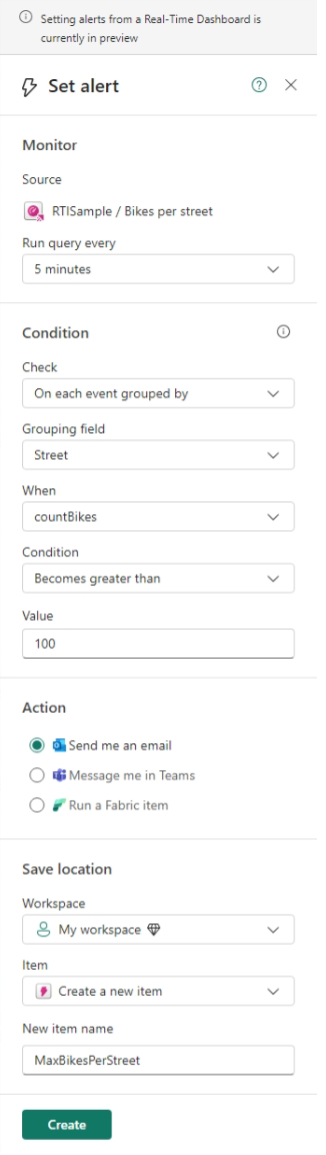 Setting alerts from a Real-Time Dashboard is
currently in preview
Set alert
Monitor
Source
RTISample / Bikes per street
Run query every
5 minutes
Condition
Check
On each event grouped by
Grouping field
Street
When
countBikes
Condition
Becomes greater than
Value
100
Action
Send me an email
Message me in Teams
Run a Fabric item
Save location
Workspace
My workspace
Item
Create a new item
New item name
MaxBikesPerStreet
Create